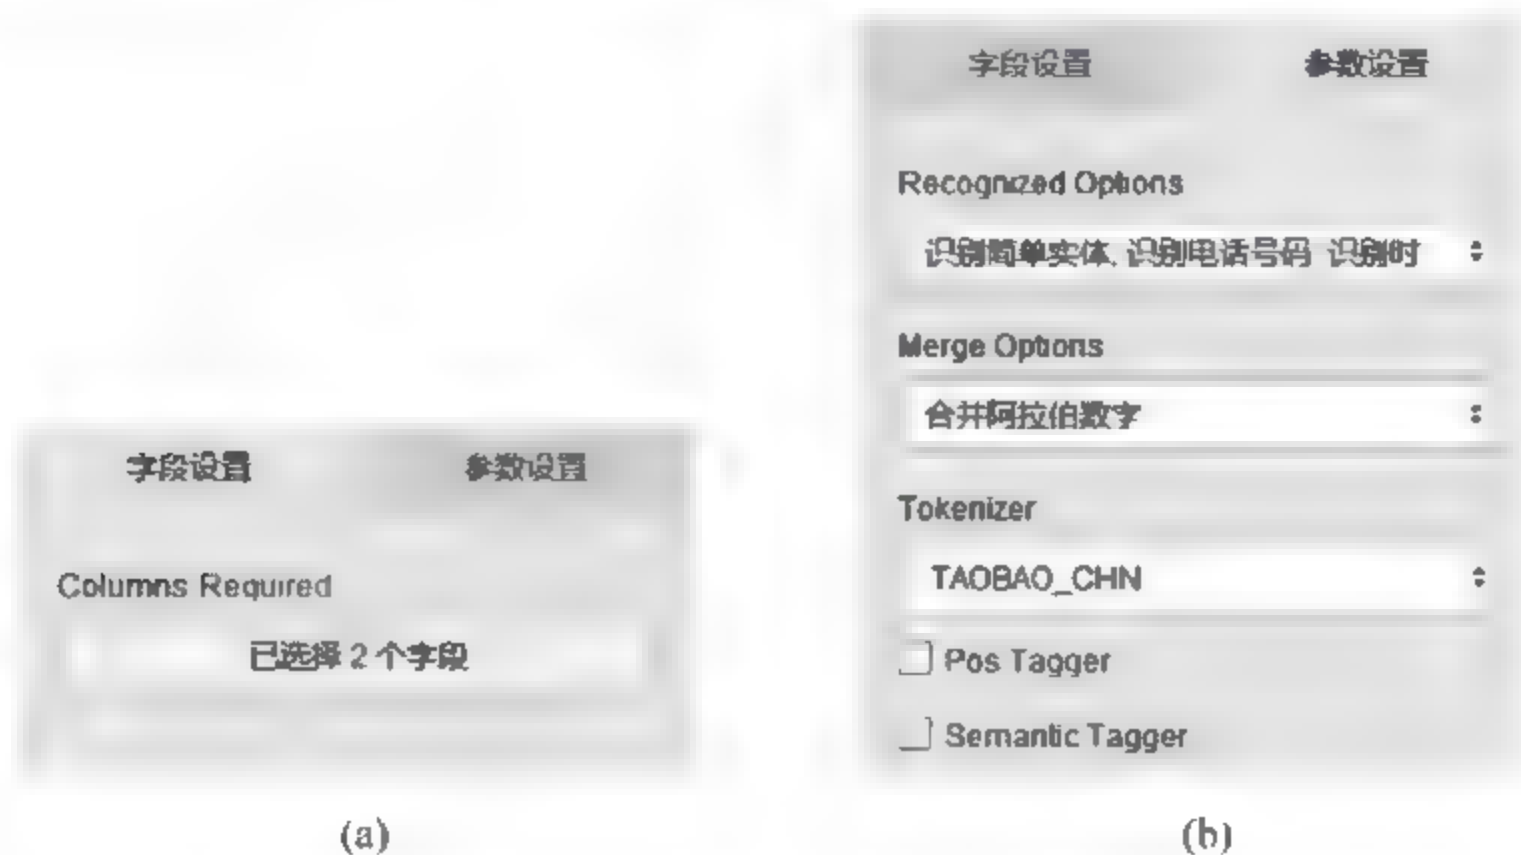 字段设置 参数设置
Columns Required
已选择 2 个字段
(a)
字段设置 参数设置
Recognized Options
识别简单实体, 识别电话号码 识别时
Merge Options
合并阿拉伯数字
Tokenizer
TAOBAO_CHN
Pos Tagger
Semantic Tagger
(b)